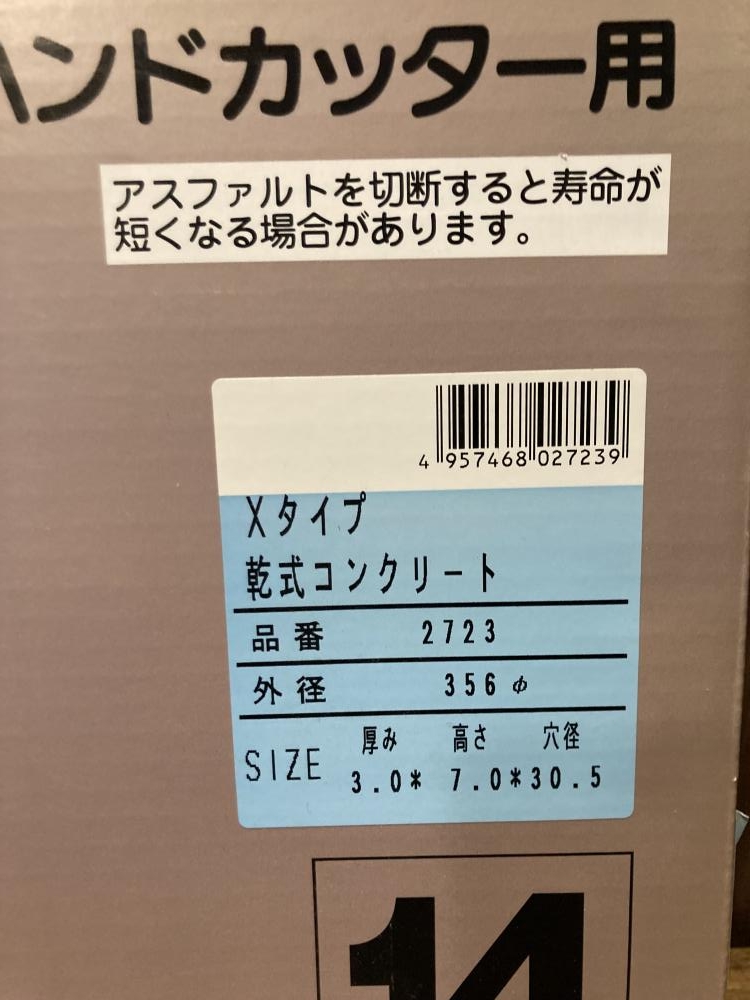 ハンドカッター用
アスファルトを切断すると寿命が
短くなる場合があります。
4 957468 027239
Xタイプ
乾式コンクリート
品番 2723
外径 356 φ
厚み 高さ 穴径
SIZE 3.0* 7.0*30.5
14